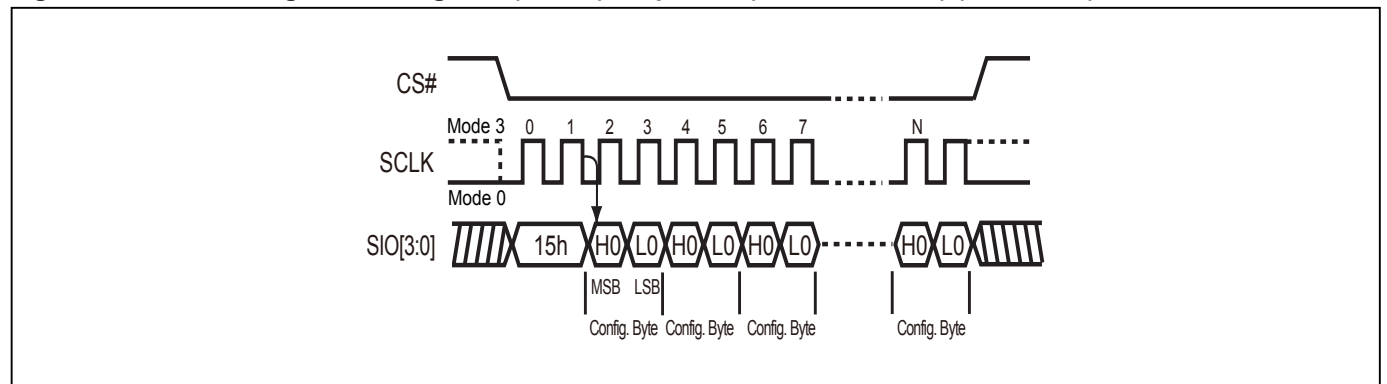 CS#
Mode 3 0 1 2 3 4 5 6 7 N
SCLK
Mode 0
SIO[3:0] 15h H0 L0 H0 L0 H0 L0 H0 L0
MSB LSB
Config. Byte Config. Byte Config. Byte Config. Byte